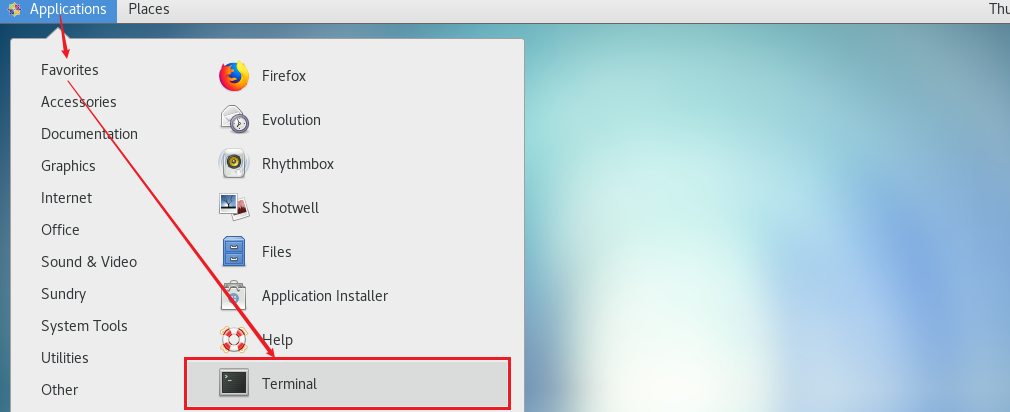 Applications Places Thu
Favorites
Accessories
Documentation
Graphics
Internet
Office
Sound & Video
Sundry
System Tools
Utilities
Other
Firefox
Evolution
Rhythmbox
Shotwell
Files
Application Installer
Help
Terminal